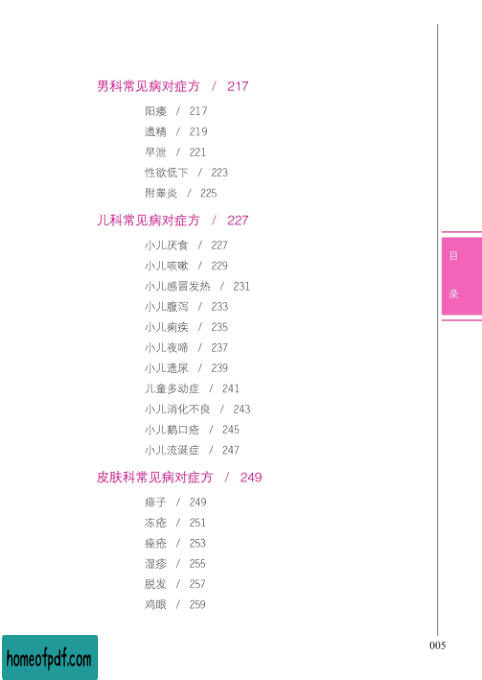 男科常见病对症方 / 217
阳痿 / 217
遗精 / 219
早泄 / 221
性欲低下 / 223
附睾炎 / 225
儿科常见病对症方 / 227
小儿厌食 / 227
小儿咳嗽 / 229
小儿感冒发热 / 231
小儿腹泻 / 233
小儿痢疾 / 235
小儿夜啼 / 237
小儿遗尿 / 239
儿童多动症 / 241
小儿消化不良 / 243
小儿鹅口疮 / 245
小儿流涎症 / 247
皮肤科常见病对症方 / 249
痱子 / 249
冻疮 / 251
痤疮 / 253
湿疹 / 255
脱发 / 257
鸡眼 / 259
目
录
005
homeofpdf.com